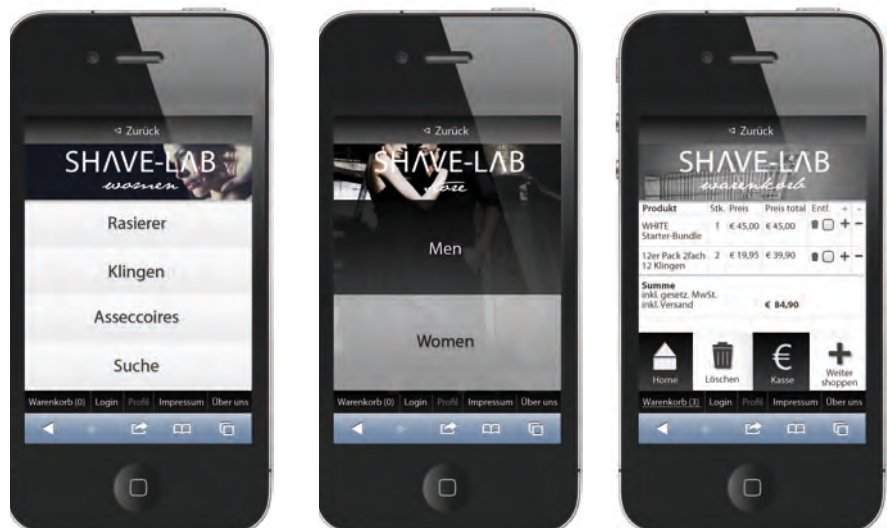 Zurück
SHAVE-LAB
women
Rasierer
Klingen
Asseccoires
Suche
Warenkorb (0) Login Profil Impressum Über uns
Zurück
SHAVE-LAB
store
Men
Women
Warenkorb (0) Login Profil Impressum Über uns
Zurück
SHAVE-LAB
warenkorb
Produkt Stk. Preis Preis total Entf. + -
WHITE 1 € 45,00 € 45,00 + -
Starter-Bundle
12er Pack 2fach 2 € 19,95 € 39,90 + -
12 Klingen
Summe
inkl. gesetz. MwSt.
inkl. Versand € 84,90
€
Home Löschen Kasse Weiter
shoppen
Warenkorb (3) Login Profil Impressum Über uns